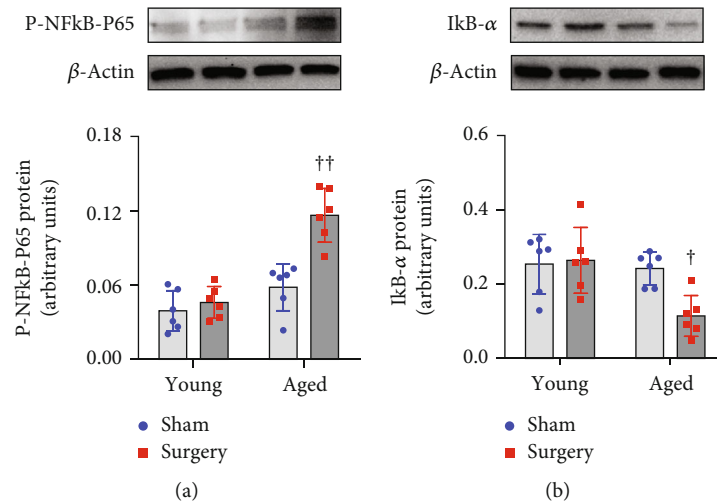 P-NFkB-P65
β-Actin
P-NFkB-P65 protein
(arbitrary units)
0.18
0.12
0.06
0.00
††
Young
Aged
Sham
Surgery
(a)
IkB-α
β-Actin
IkB-α protein
(arbitrary units)
0.6
0.4
0.2
0.0
†
Young
Aged
Sham
Surgery
(b)